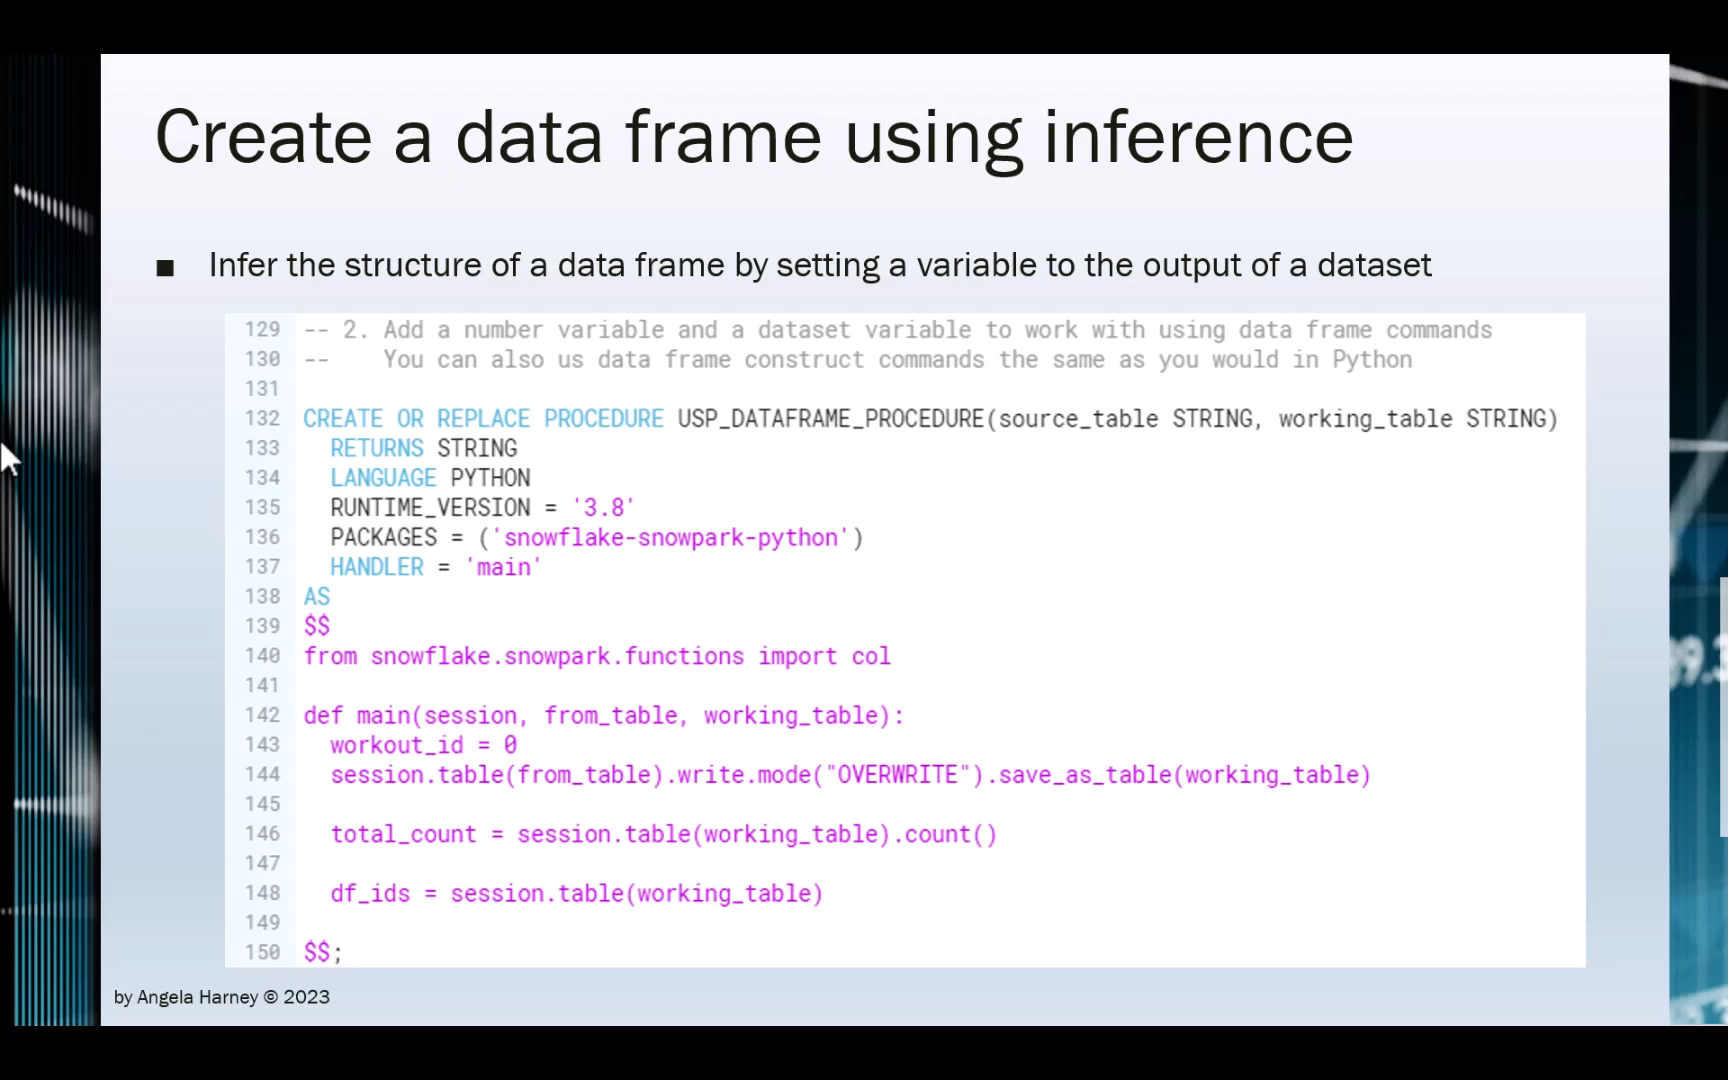 Create a data frame using inference
■ Infer the structure of a data frame by setting a variable to the output of a dataset
129 -- 2. Add a number variable and a dataset variable to work with using data frame commands
130 --    You can also us data frame construct commands the same as you would in Python
131
132 CREATE OR REPLACE PROCEDURE USP_DATAFRAME_PROCEDURE(source_table STRING, working_table STRING)
133   RETURNS STRING
134   LANGUAGE PYTHON
135   RUNTIME_VERSION = '3.8'
136   PACKAGES = ('snowflake-snowpark-python')
137   HANDLER = 'main'
138 AS
139 $$
140 from snowflake.snowpark.functions import col
141
142 def main(session, from_table, working_table):
143   workout_id = 0
144   session.table(from_table).write.mode("OVERWRITE").save_as_table(working_table)
145
146   total_count = session.table(working_table).count()
147
148   df_ids = session.table(working_table)
149
150 $$;
by Angela Harney © 2023